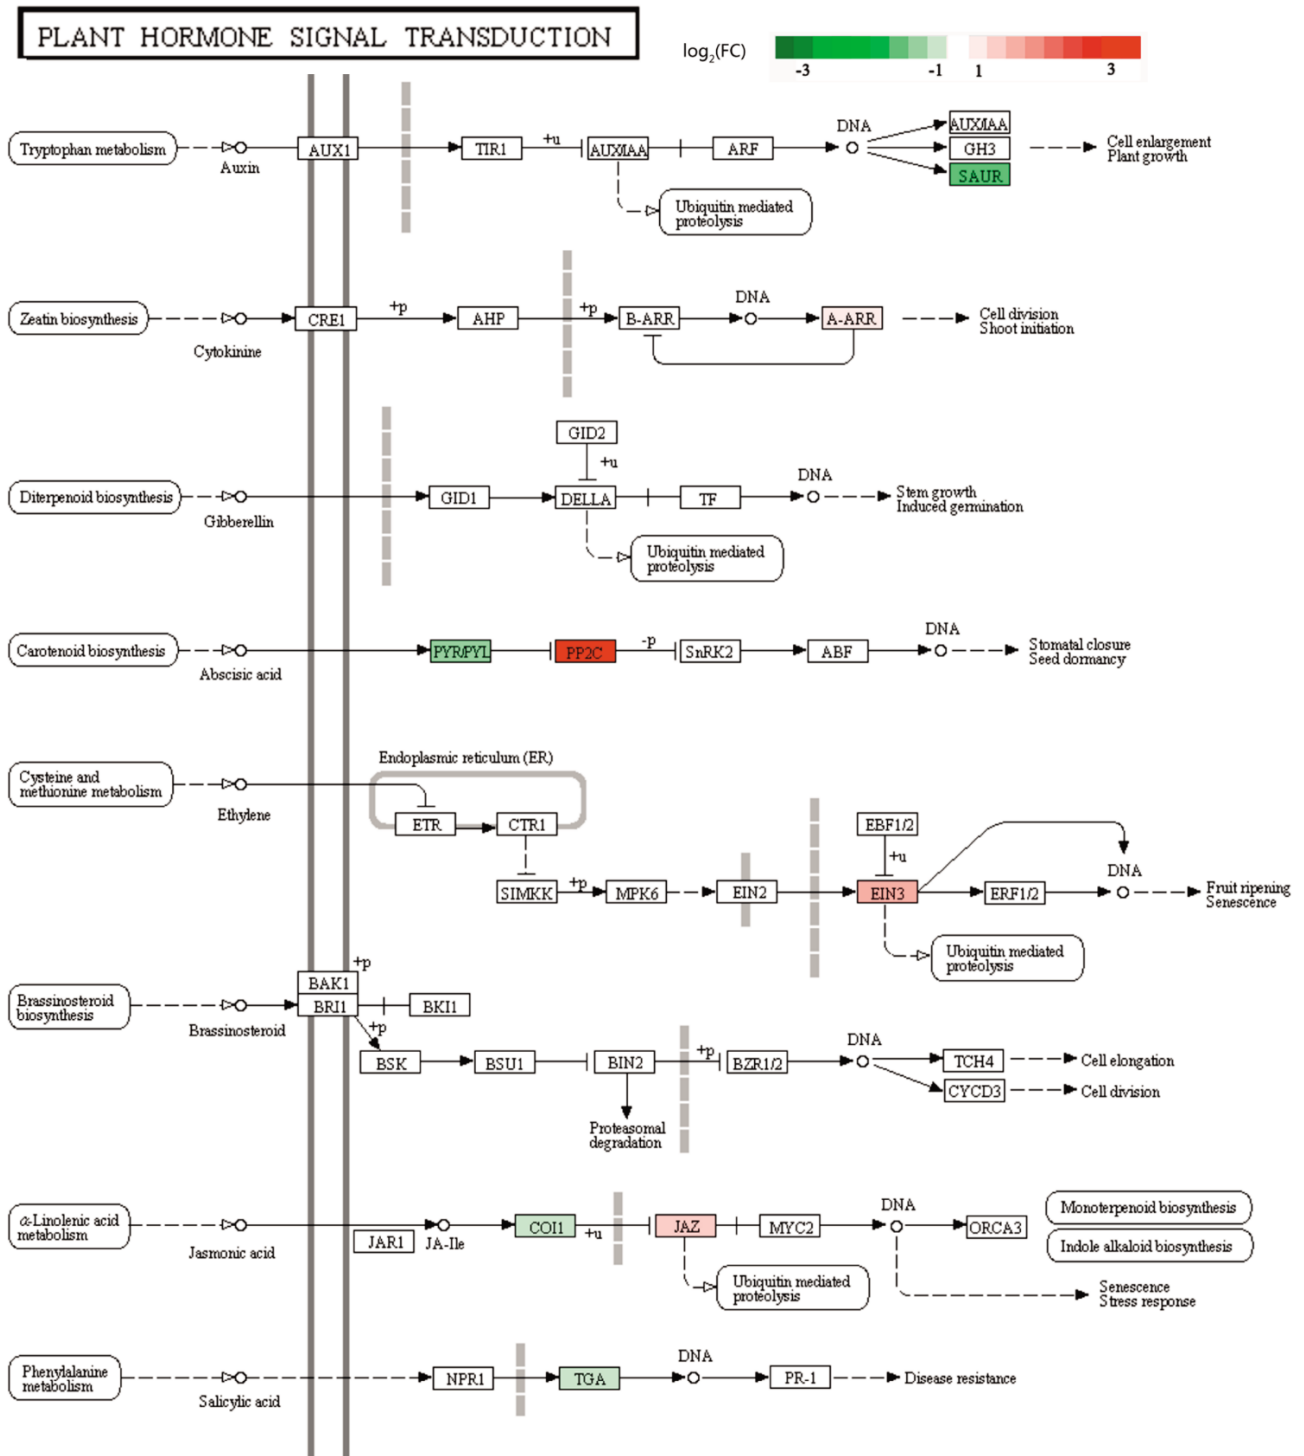 PLANT HORMONE SIGNAL TRANSDUCTION
log2(FC)
-3 -1 1 3
Tryptophan metabolism
Auxin
AUX1
TIR1
+u
AUX/IAA
ARF
DNA
AUX/IAA
GH3
SAUR
Cell enlargement
Plant growth
Ubiquitin mediated
proteolysis
Zeatin biosynthesis
Cytokinine
CRE1
+p
AHP
+p
B-ARR
DNA
A-ARR
Cell division
Shoot initiation
GID2
+u
Diterpenoid biosynthesis
Gibberellin
GID1
DELLA
TF
DNA
Stem growth
Induced germination
Ubiquitin mediated
proteolysis
Carotenoid biosynthesis
Abscisic acid
PYR/PYL
PP2C
-p
SnRK2
ABF
DNA
Stomatal closure
Seed dormancy
Endoplasmic reticulum (ER)
Cysteine and
methionine metabolism
Ethylene
ETR
CTR1
SIMKK
+p
MPK6
EIN2
EBF1/2
+u
EIN3
ERF1/2
DNA
Fruit ripening
Senescence
Ubiquitin mediated
proteolysis
Brassinosteroid
biosynthesis
Brassinosteroid
+p
BAK1
BRI1
BKI1
+p
BSK
BSU1
BIN2
+p
BZR1/2
DNA
TCH4
Cell elongation
CYCD3
Cell division
Proteasomal
degradation
α-Linolenic acid
metabolism
Jasmonic acid
JAR1
JA-Ile
COI1
+u
JAZ
MYC2
DNA
ORCA3
Monoterpenoid biosynthesis
Indole alkaloid biosynthesis
Ubiquitin mediated
proteolysis
Senescence
Stress response
Phenylalanine
metabolism
Salicylic acid
NPR1
TGA
DNA
PR-1
Disease resistance